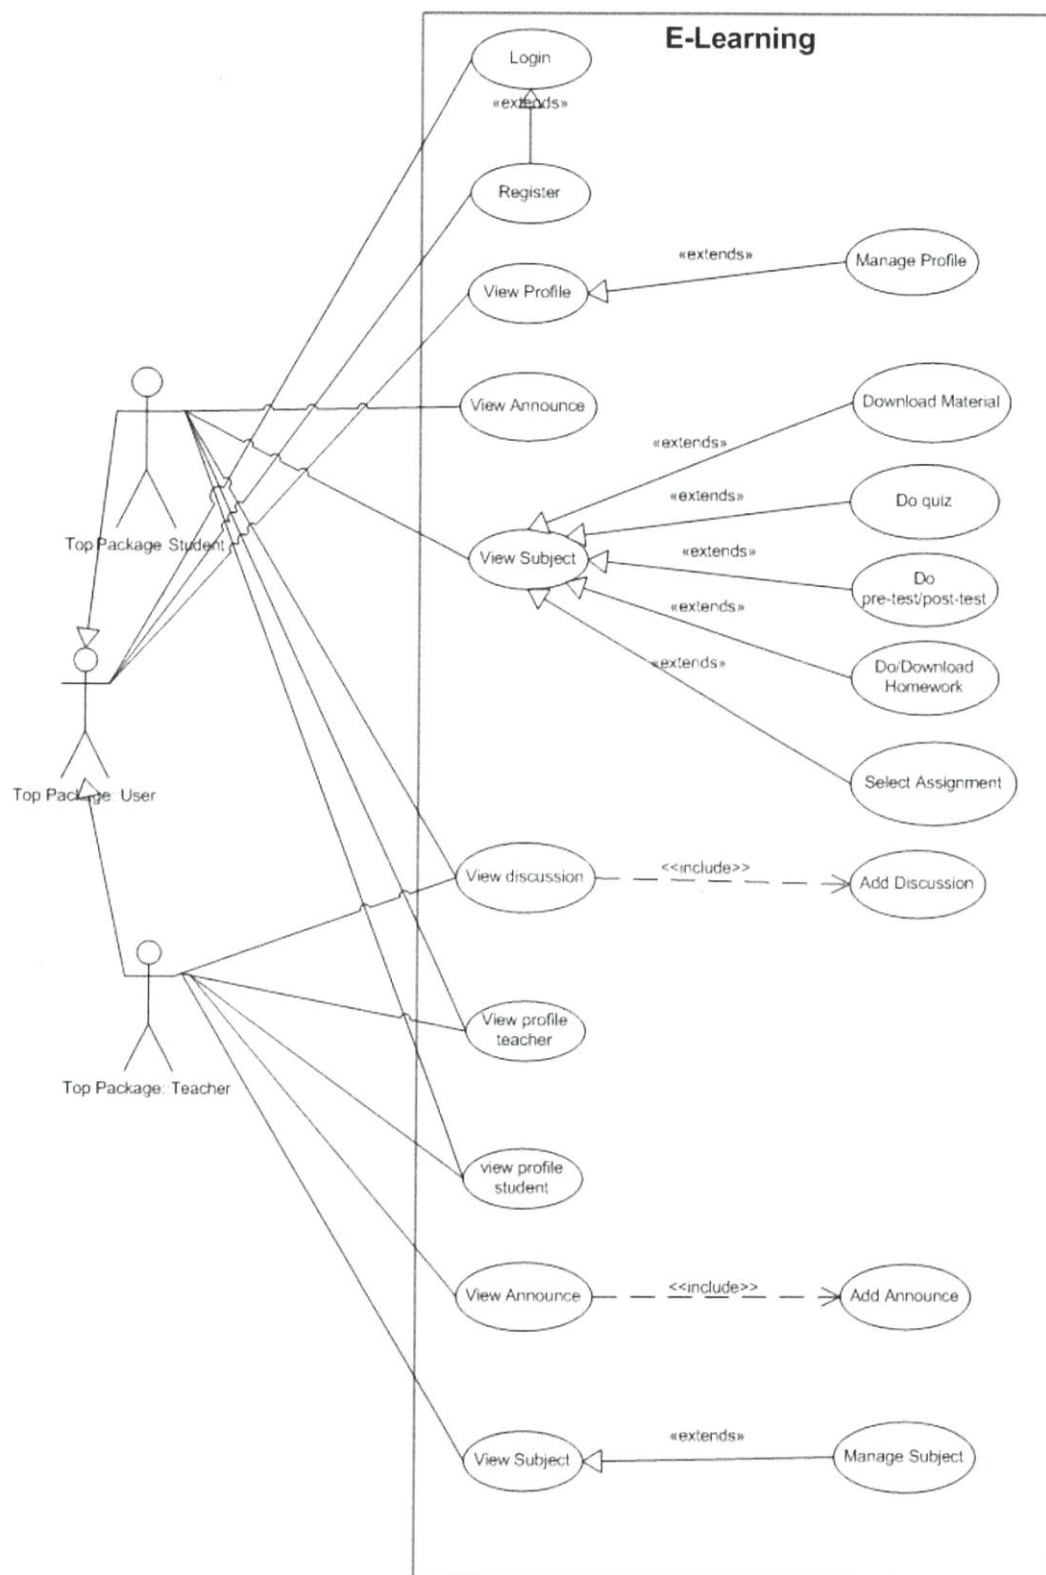 E-Learning
Login
«extends»
Register
«extends»
Manage Profile
View Profile
View Announce
Download Material
«extends»
«extends»
Do quiz
View Subject
«extends»
Do
pre-test/post-test
«extends»
«extends»
Do/Download
Homework
Select Assignment
Top Package Student
Top Package: User
View discussion
<<include>>
Add Discussion
View profile
teacher
Top Package: Teacher
view profile
student
View Announce
<<include>>
Add Announce
View Subject
«extends»
Manage Subject